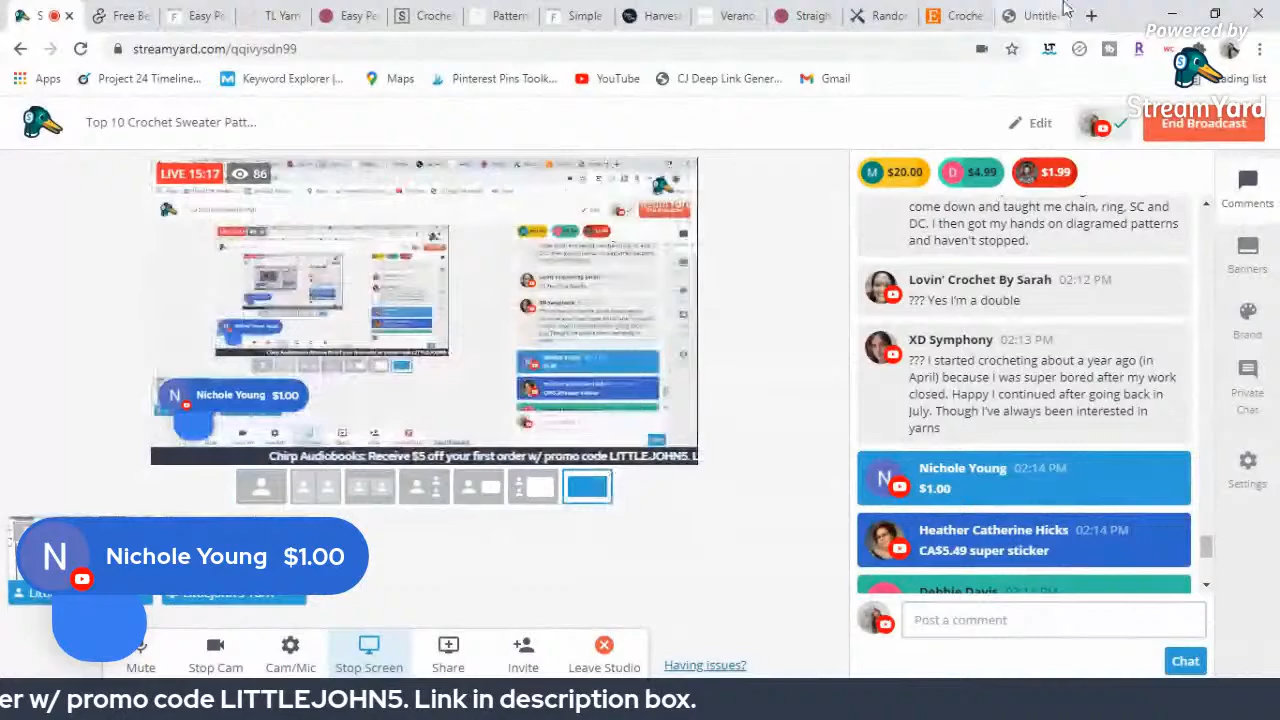 S
Free Be
Easy Pe
TL Yarn
Easy Pe
Croche
Pattern
Simple
Harves
Verano
Straigh
Rando
Croche
Untitle
Powered by
StreamYard
streamyard.com/qqivysdn99
Apps
Project 24 Timeline...
Keyword Explorer |...
Maps
Pinterest Pins Toolk...
YouTube
CJ Deep Link Gener...
Gmail
ading list
Top 10 Crochet Sweater Patt...
Edit
End Broadcast
LIVE 15:17
86
M $20.00
D $4.99
$1.99
come down and taught me chain, ring, SC and
DC. I then got my hands on diagramed patterns
and haven't stopped.
Lovin' Crochet By Sarah 02:12 PM
??? Yes I'm a double
XD Symphony 02:13 PM
??? I started crocheting about a year ago (in
April) because I was super bored after my work
closed. Happy I continued after going back in
July. Though I've always been interested in
yarns
N Nichole Young 02:14 PM
$1.00
Heather Catherine Hicks 02:14 PM
CA$5.49 super sticker
Debbie Davis
Post a comment
Chat
Comments
Banners
Brand
Private
Chat
Settings
N Nichole Young $1.00
Chirp Audiobooks: Receive $5 off your first order w/ promo code LITTLEJOHN5. L
N Nichole Young $1.00
Mute
Stop Cam
Cam/Mic
Stop Screen
Share
Invite
Leave Studio
Having issues?
er w/ promo code LITTLEJOHN5. Link in description box.